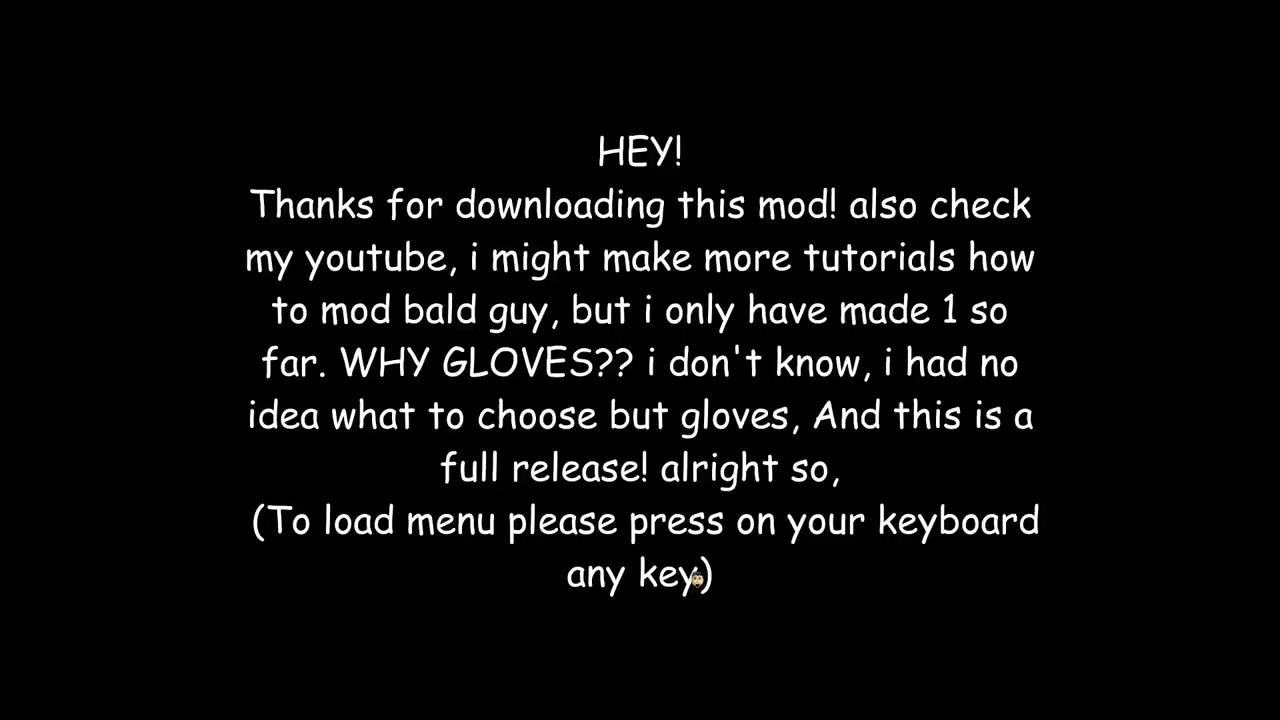 HEY!
Thanks for downloading this mod! also check
my youtube, i might make more tutorials how
to mod bald guy, but i only have made 1 so
far. WHY GLOVES?? i don't know, i had no
idea what to choose but gloves, And this is a
full release! alright so,
(To load menu please press on your keyboard
any key)